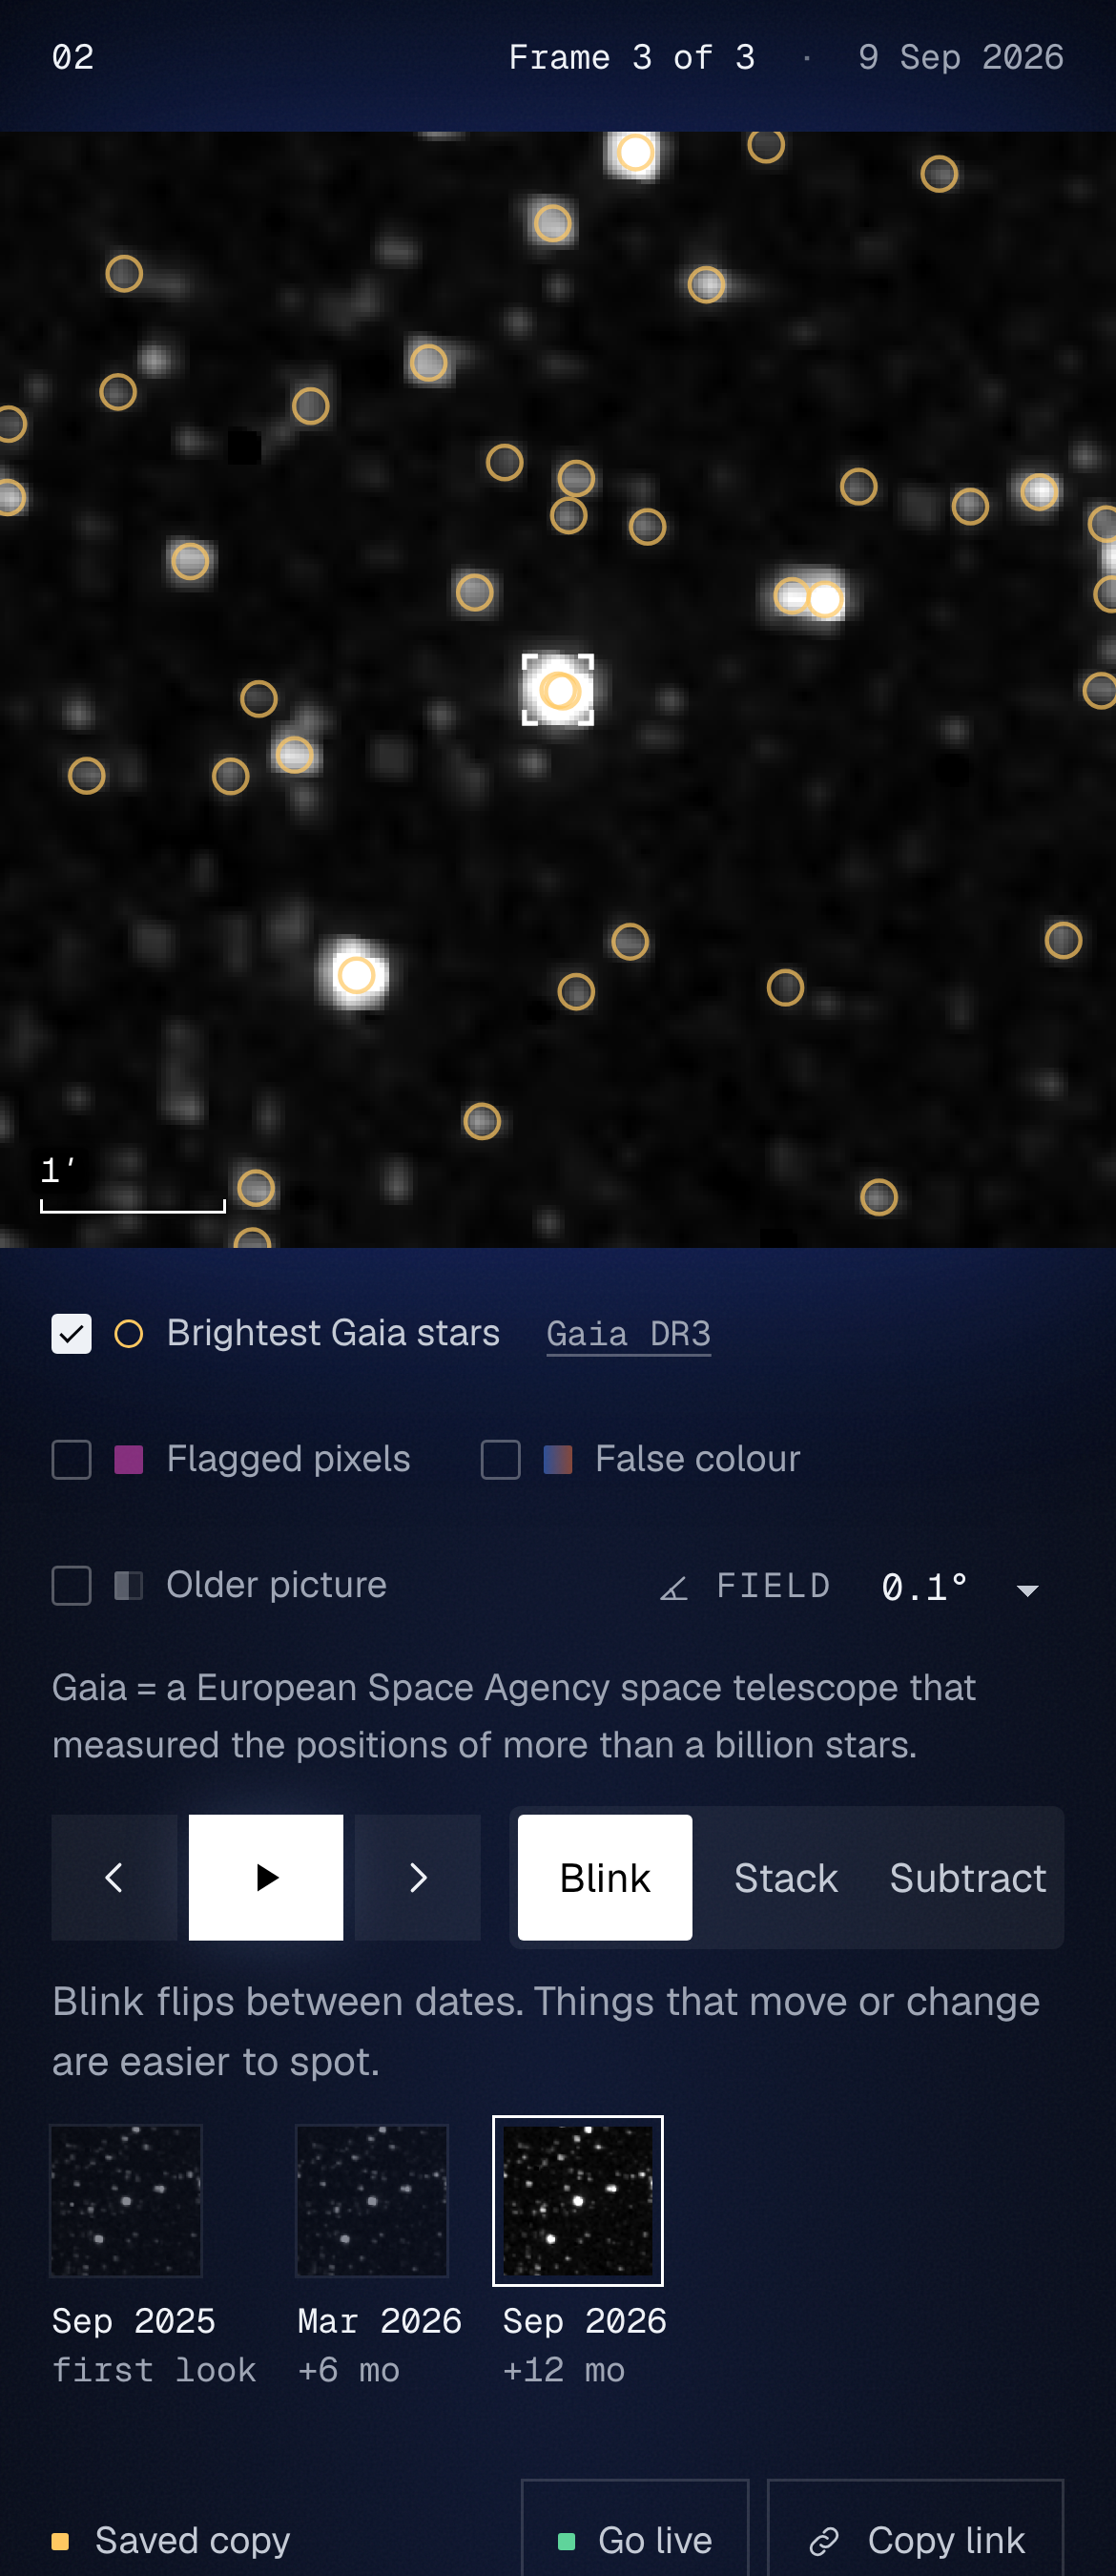 02
Frame 3 of 3 · 9 Sep 2026
1′
Brightest Gaia stars Gaia DR3
Flagged pixels False colour
Older picture FIELD 0.1°
Gaia = a European Space Agency space telescope that
measured the positions of more than a billion stars.
Blink Stack Subtract
Blink flips between dates. Things that move or change
are easier to spot.
Sep 2025 Mar 2026 Sep 2026
first look +6 mo +12 mo
Saved copy Go live Copy link